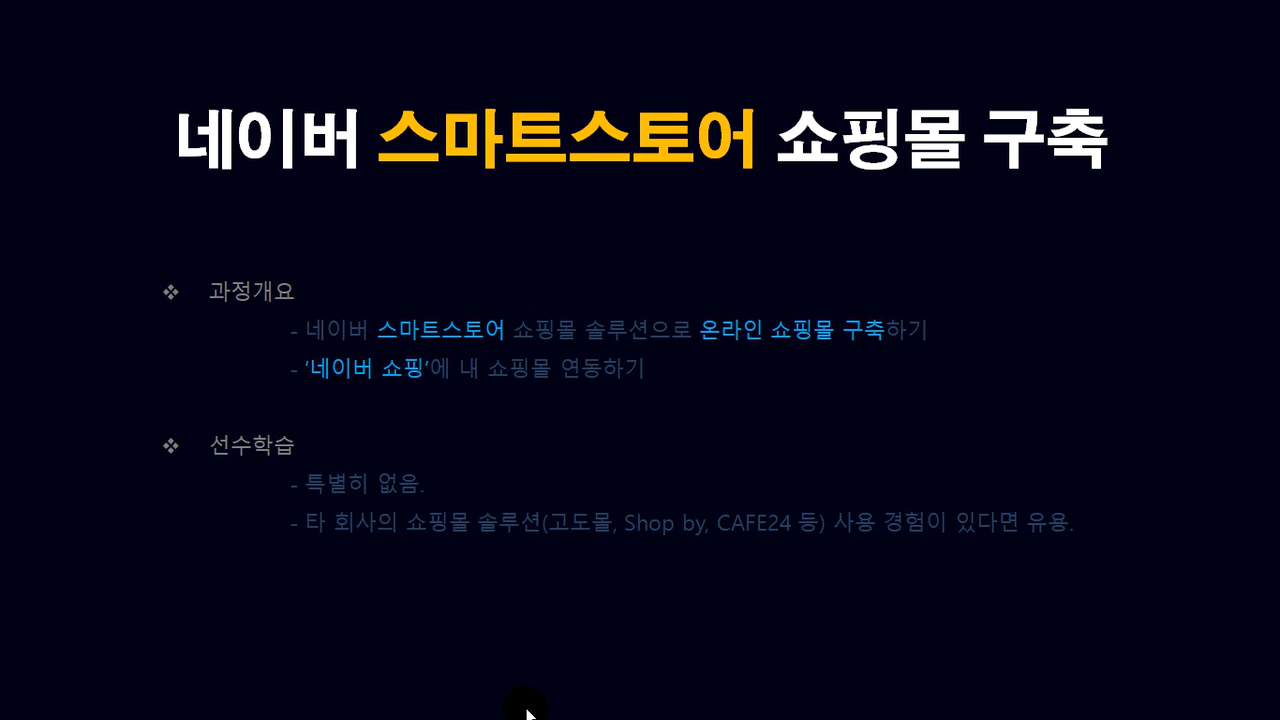 네이버 스마트스토어 쇼핑몰 구축
❖ 과정개요
- 네이버 스마트스토어 쇼핑몰 솔루션으로 온라인 쇼핑몰 구축하기
- '네이버 쇼핑'에 내 쇼핑몰 연동하기
❖ 선수학습
- 특별히 없음.
- 타 회사의 쇼핑몰 솔루션(고도몰, Shop by, CAFE24 등) 사용 경험이 있다면 유용.